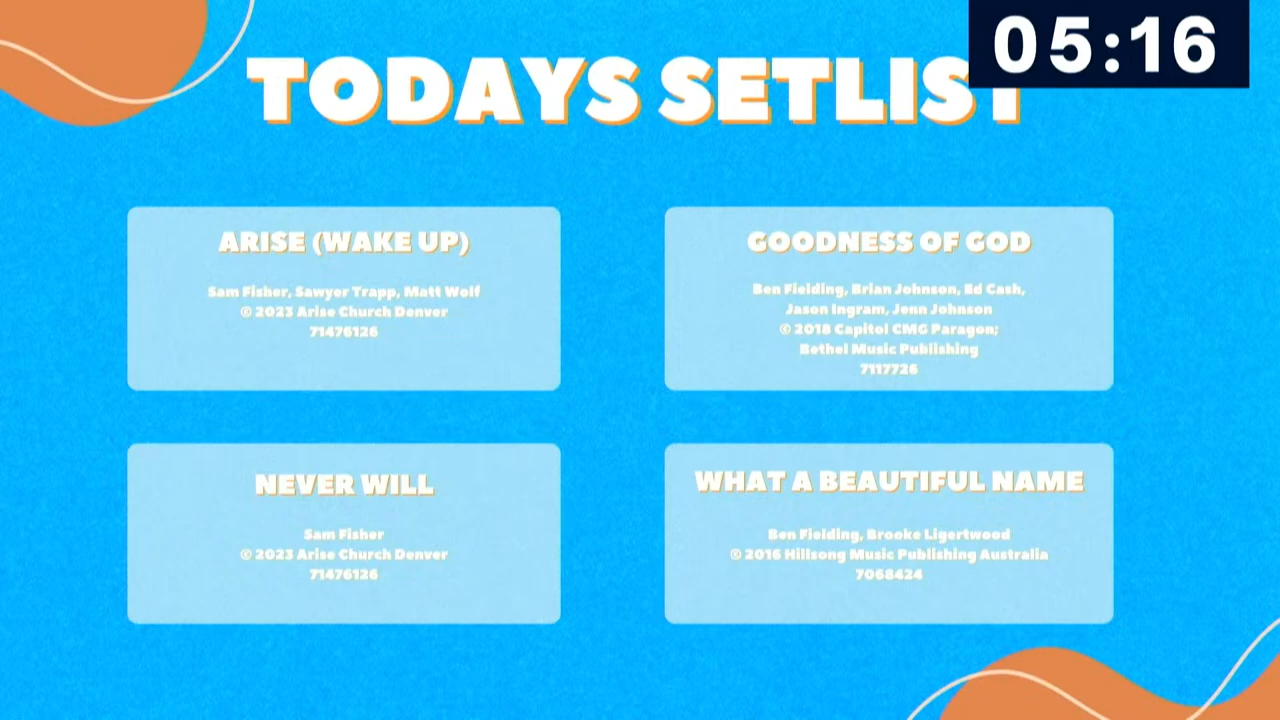 05:16
TODAYS SETLIST
ARISE (WAKE UP)
Sam Fisher, Sawyer Trapp, Matt Wolf
© 2023 Arise Church Denver
71476126
GOODNESS OF GOD
Ben Fielding, Brian Johnson, Ed Cash,
Jason Ingram, Jenn Johnson
© 2018 Capitol CMG Paragon;
Bethel Music Publishing
7117726
NEVER WILL
Sam Fisher
© 2023 Arise Church Denver
71476126
WHAT A BEAUTIFUL NAME
Ben Fielding, Brooke Ligertwood
© 2016 Hillsong Music Publishing Australia
7068424